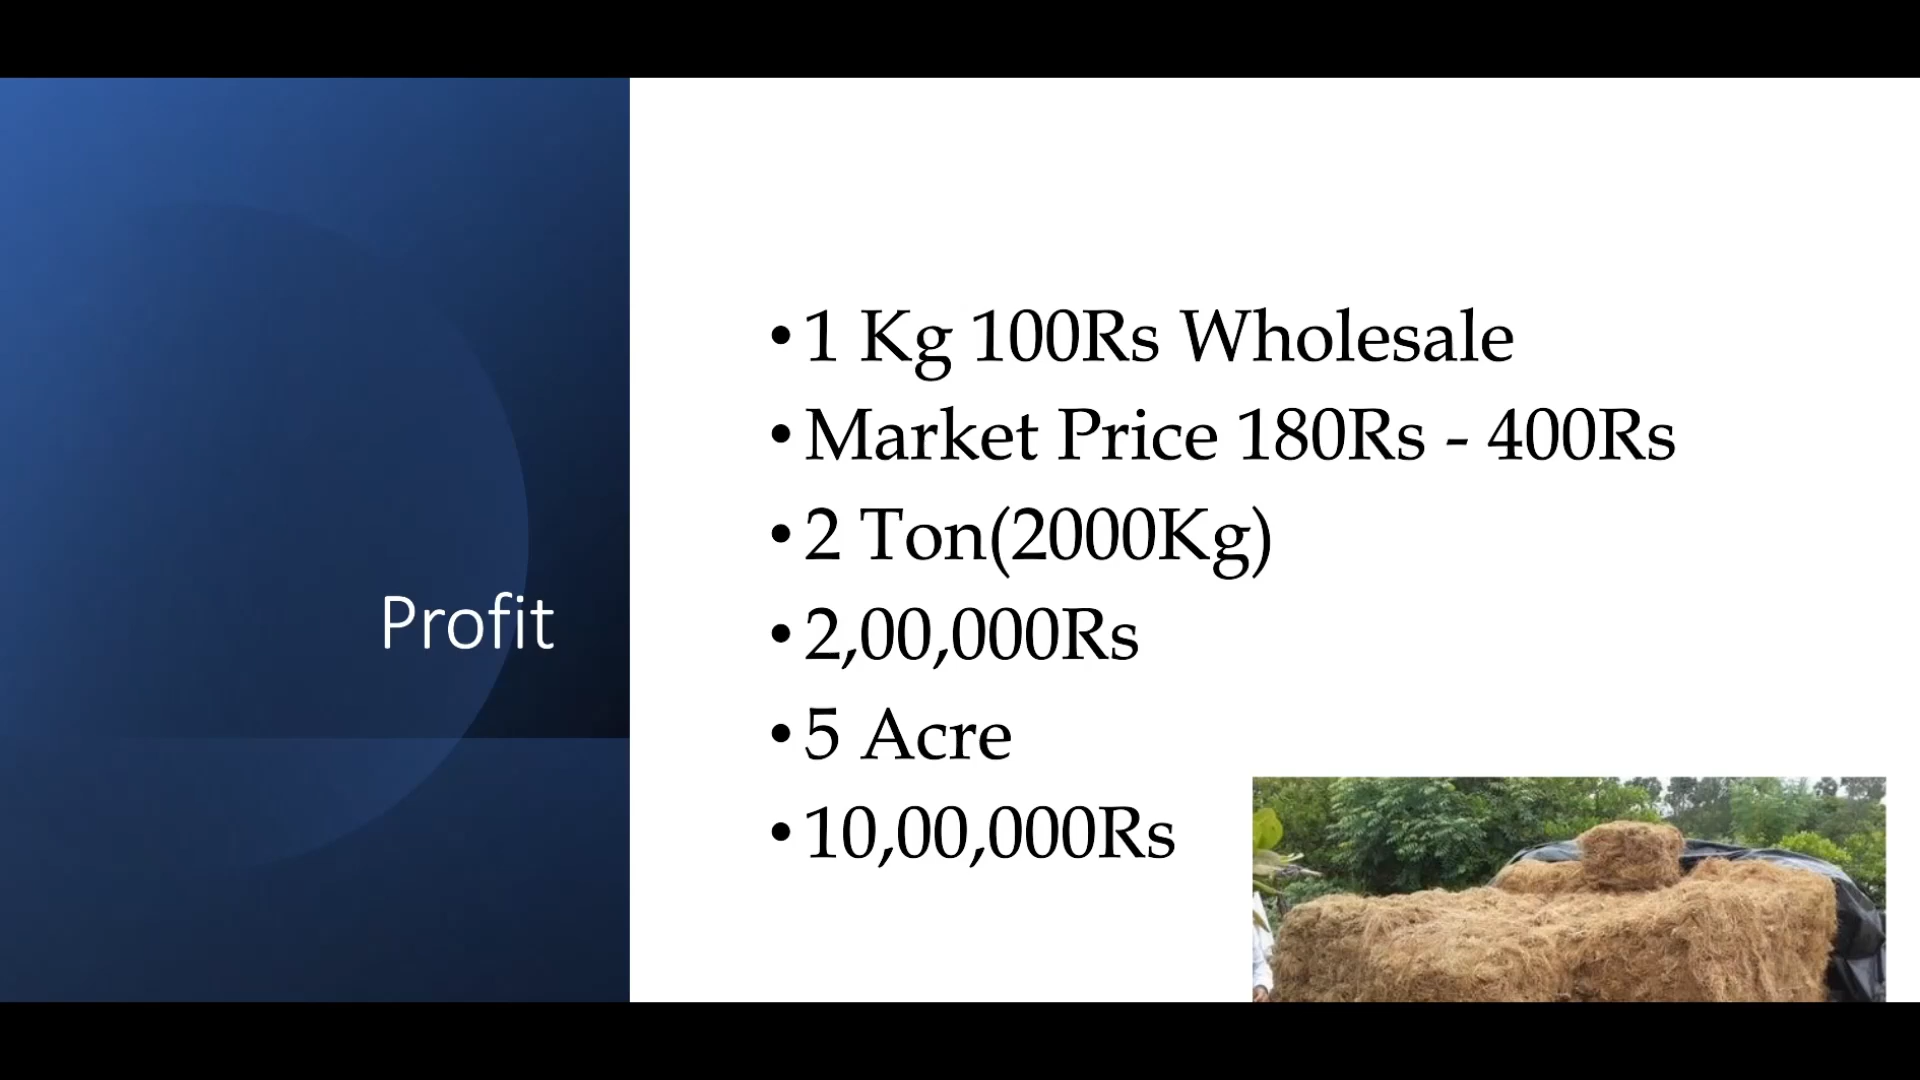 Profit
•1 Kg 100Rs Wholesale
•Market Price 180Rs - 400Rs
•2 Ton(2000Kg)
•2,00,000Rs
•5 Acre
•10,00,000Rs